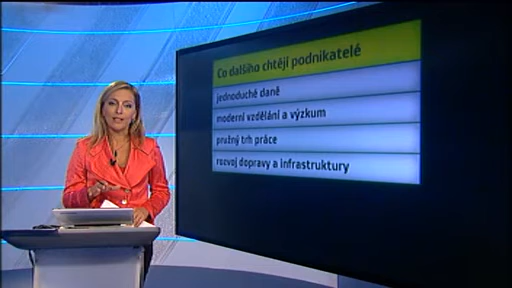 Co dalšího chtějí podnikatelé
jednoduché daně
moderní vzdělání a výzkum
pružný trh práce
rozvoj dopravy a infrastruktury